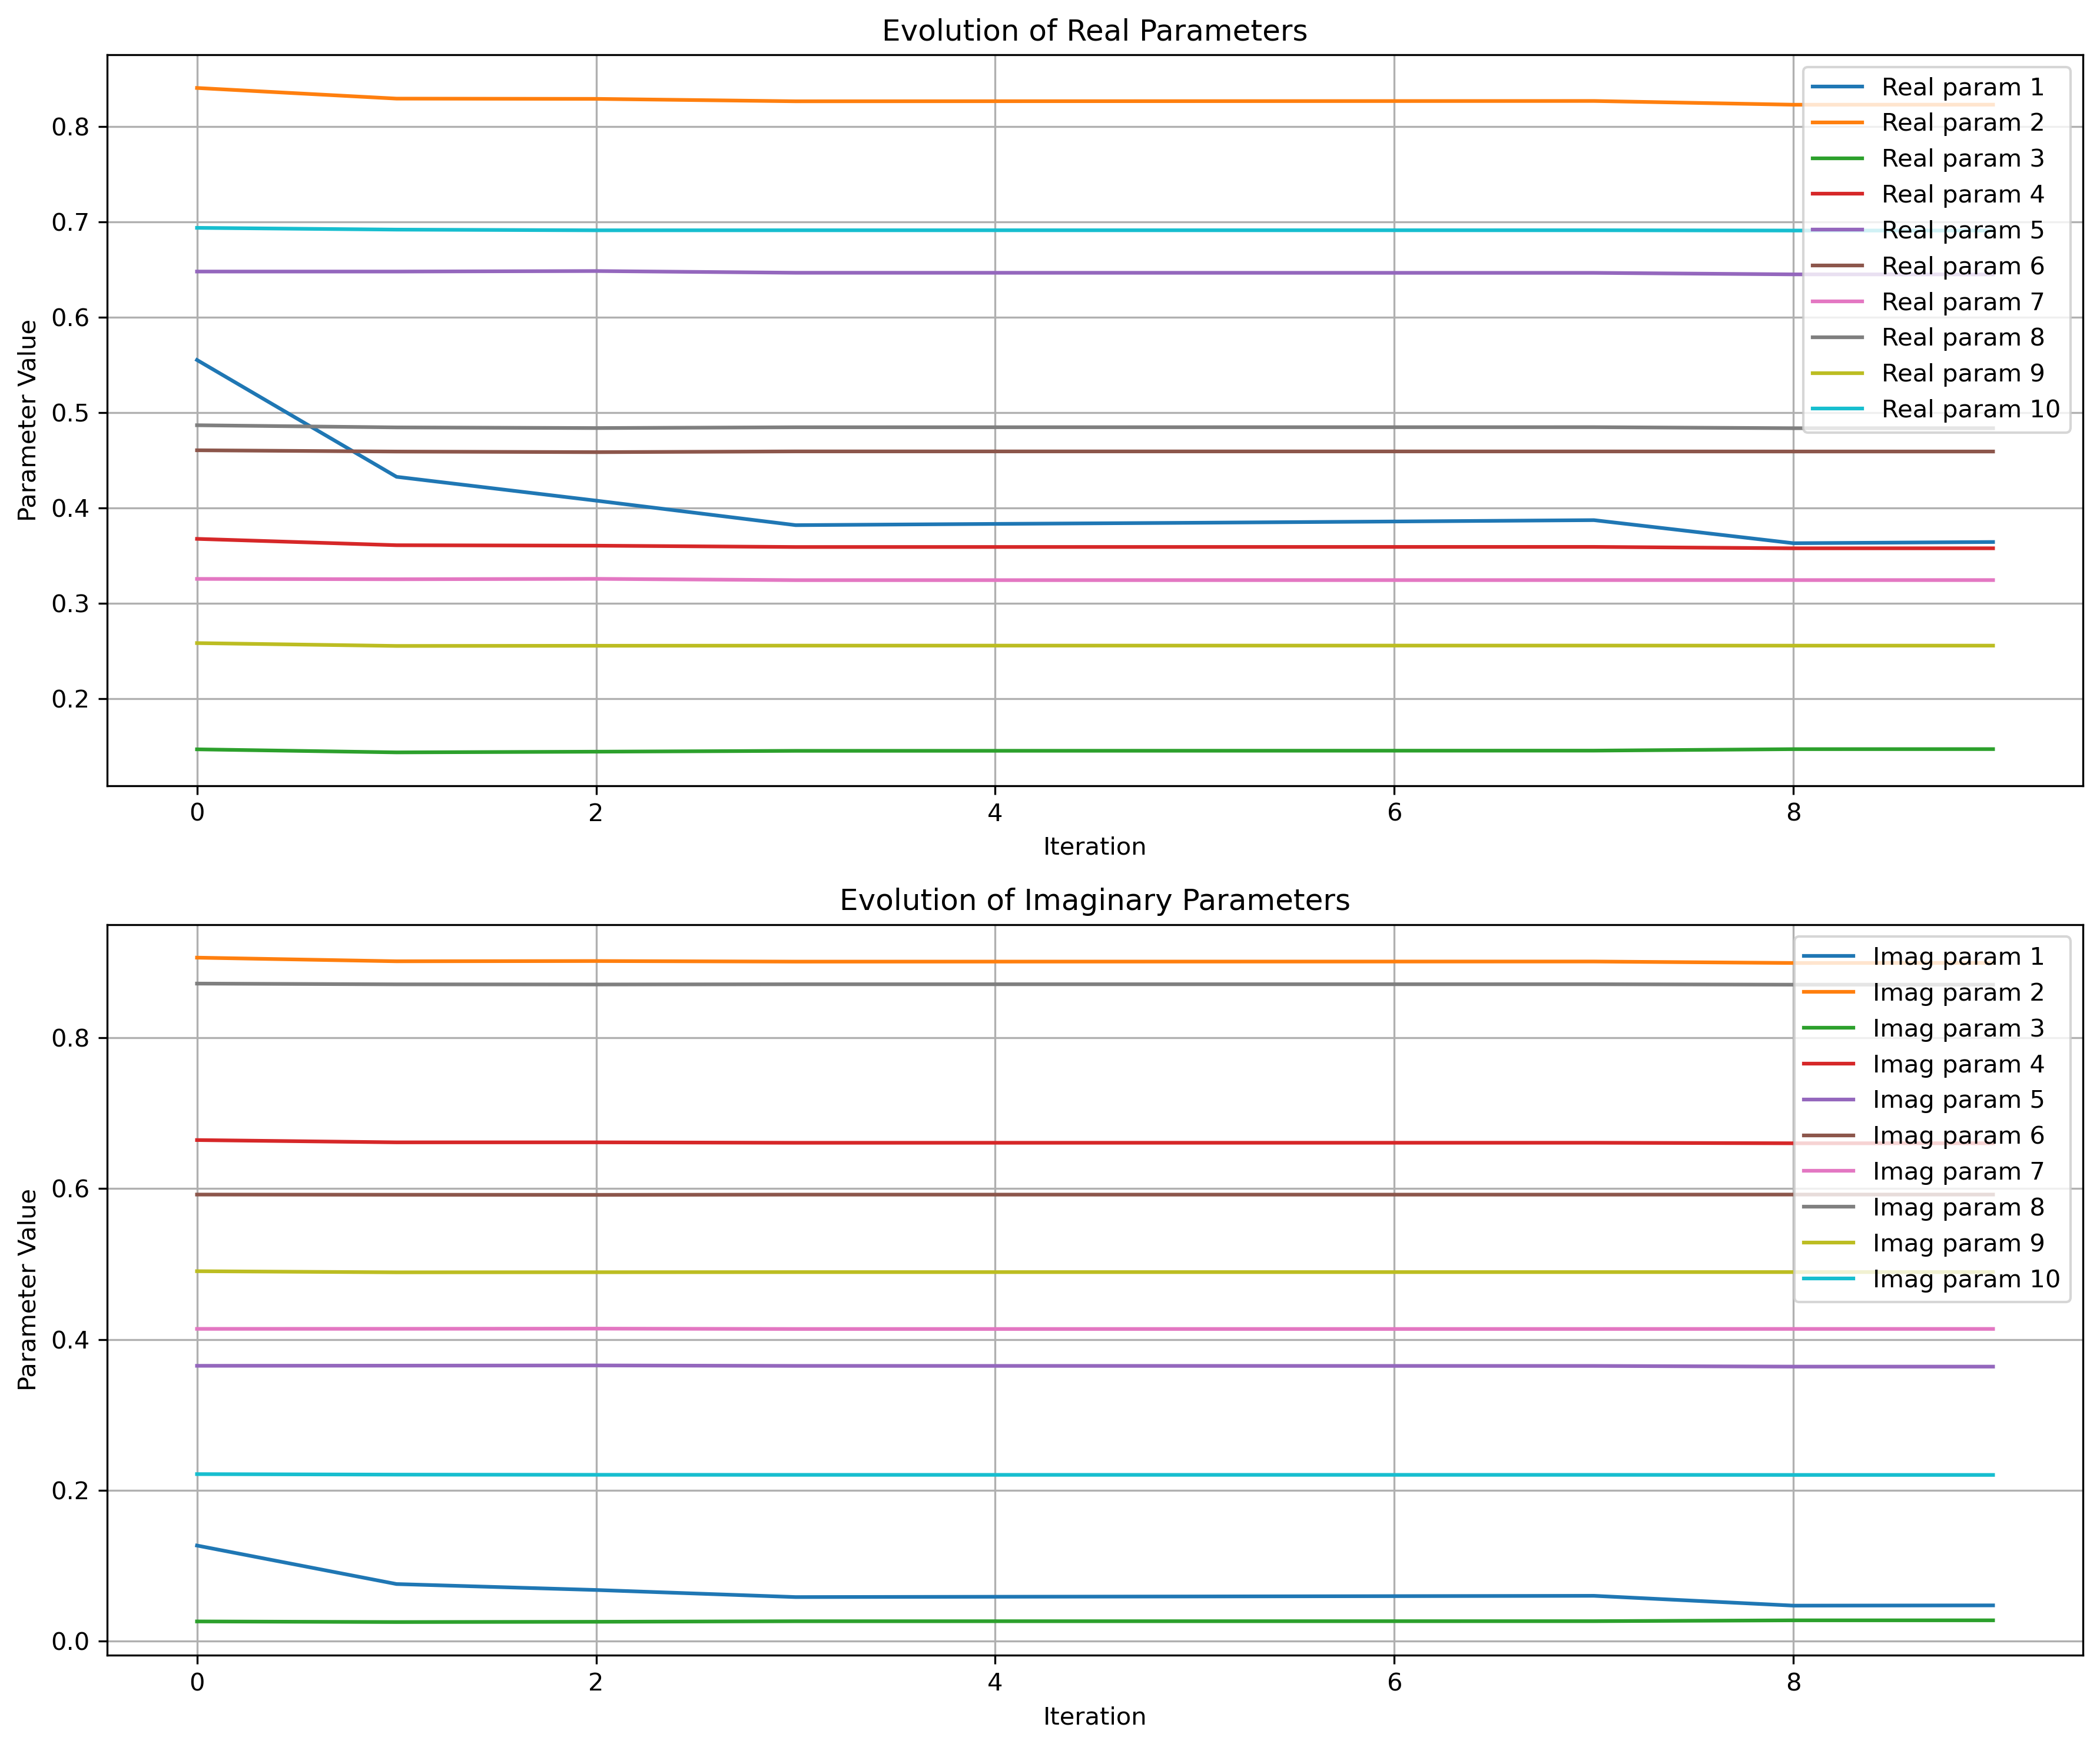 Evolution of Real Parameters
Parameter Value
0.8
0.7
0.6
0.5
0.4
0.3
0.2
Real param 1
Real param 2
Real param 3
Real param 4
Real param 5
Real param 6
Real param 7
Real param 8
Real param 9
Real param 10
0 2 4 6 8
Iteration
Evolution of Imaginary Parameters
Parameter Value
0.8
0.6
0.4
0.2
0.0
Imag param 1
Imag param 2
Imag param 3
Imag param 4
Imag param 5
Imag param 6
Imag param 7
Imag param 8
Imag param 9
Imag param 10
0 2 4 6 8
Iteration